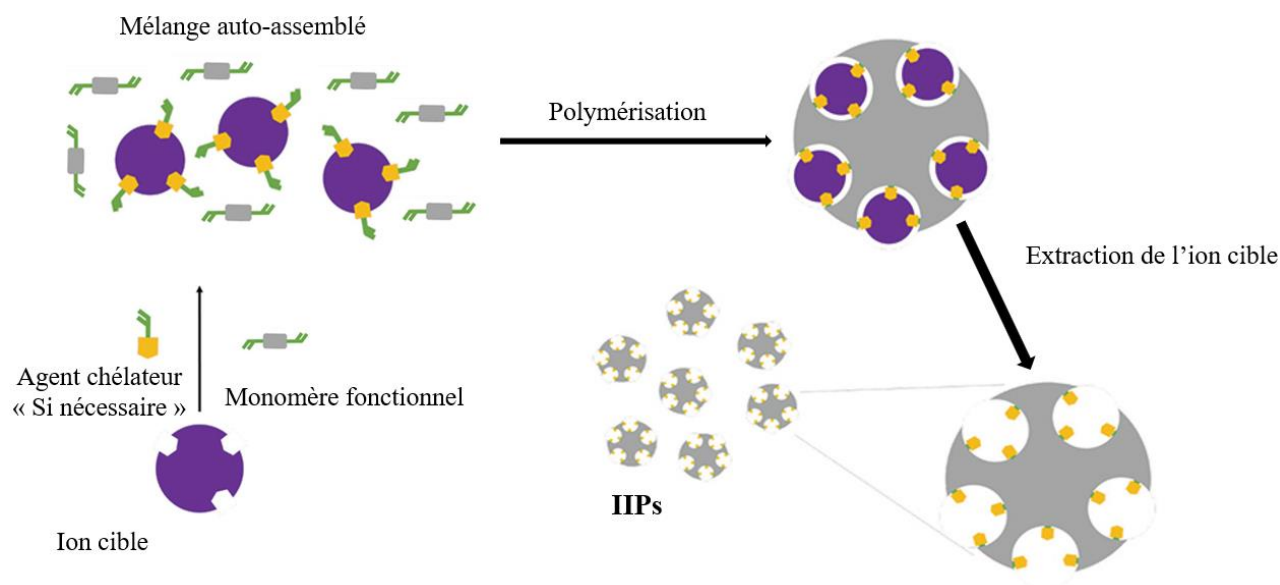 Mélange auto-assemblé
Polymérisation
Extraction de l’ion cible
Agent chélateur
« Si nécessaire »
Monomère fonctionnel
IIPs
Ion cible